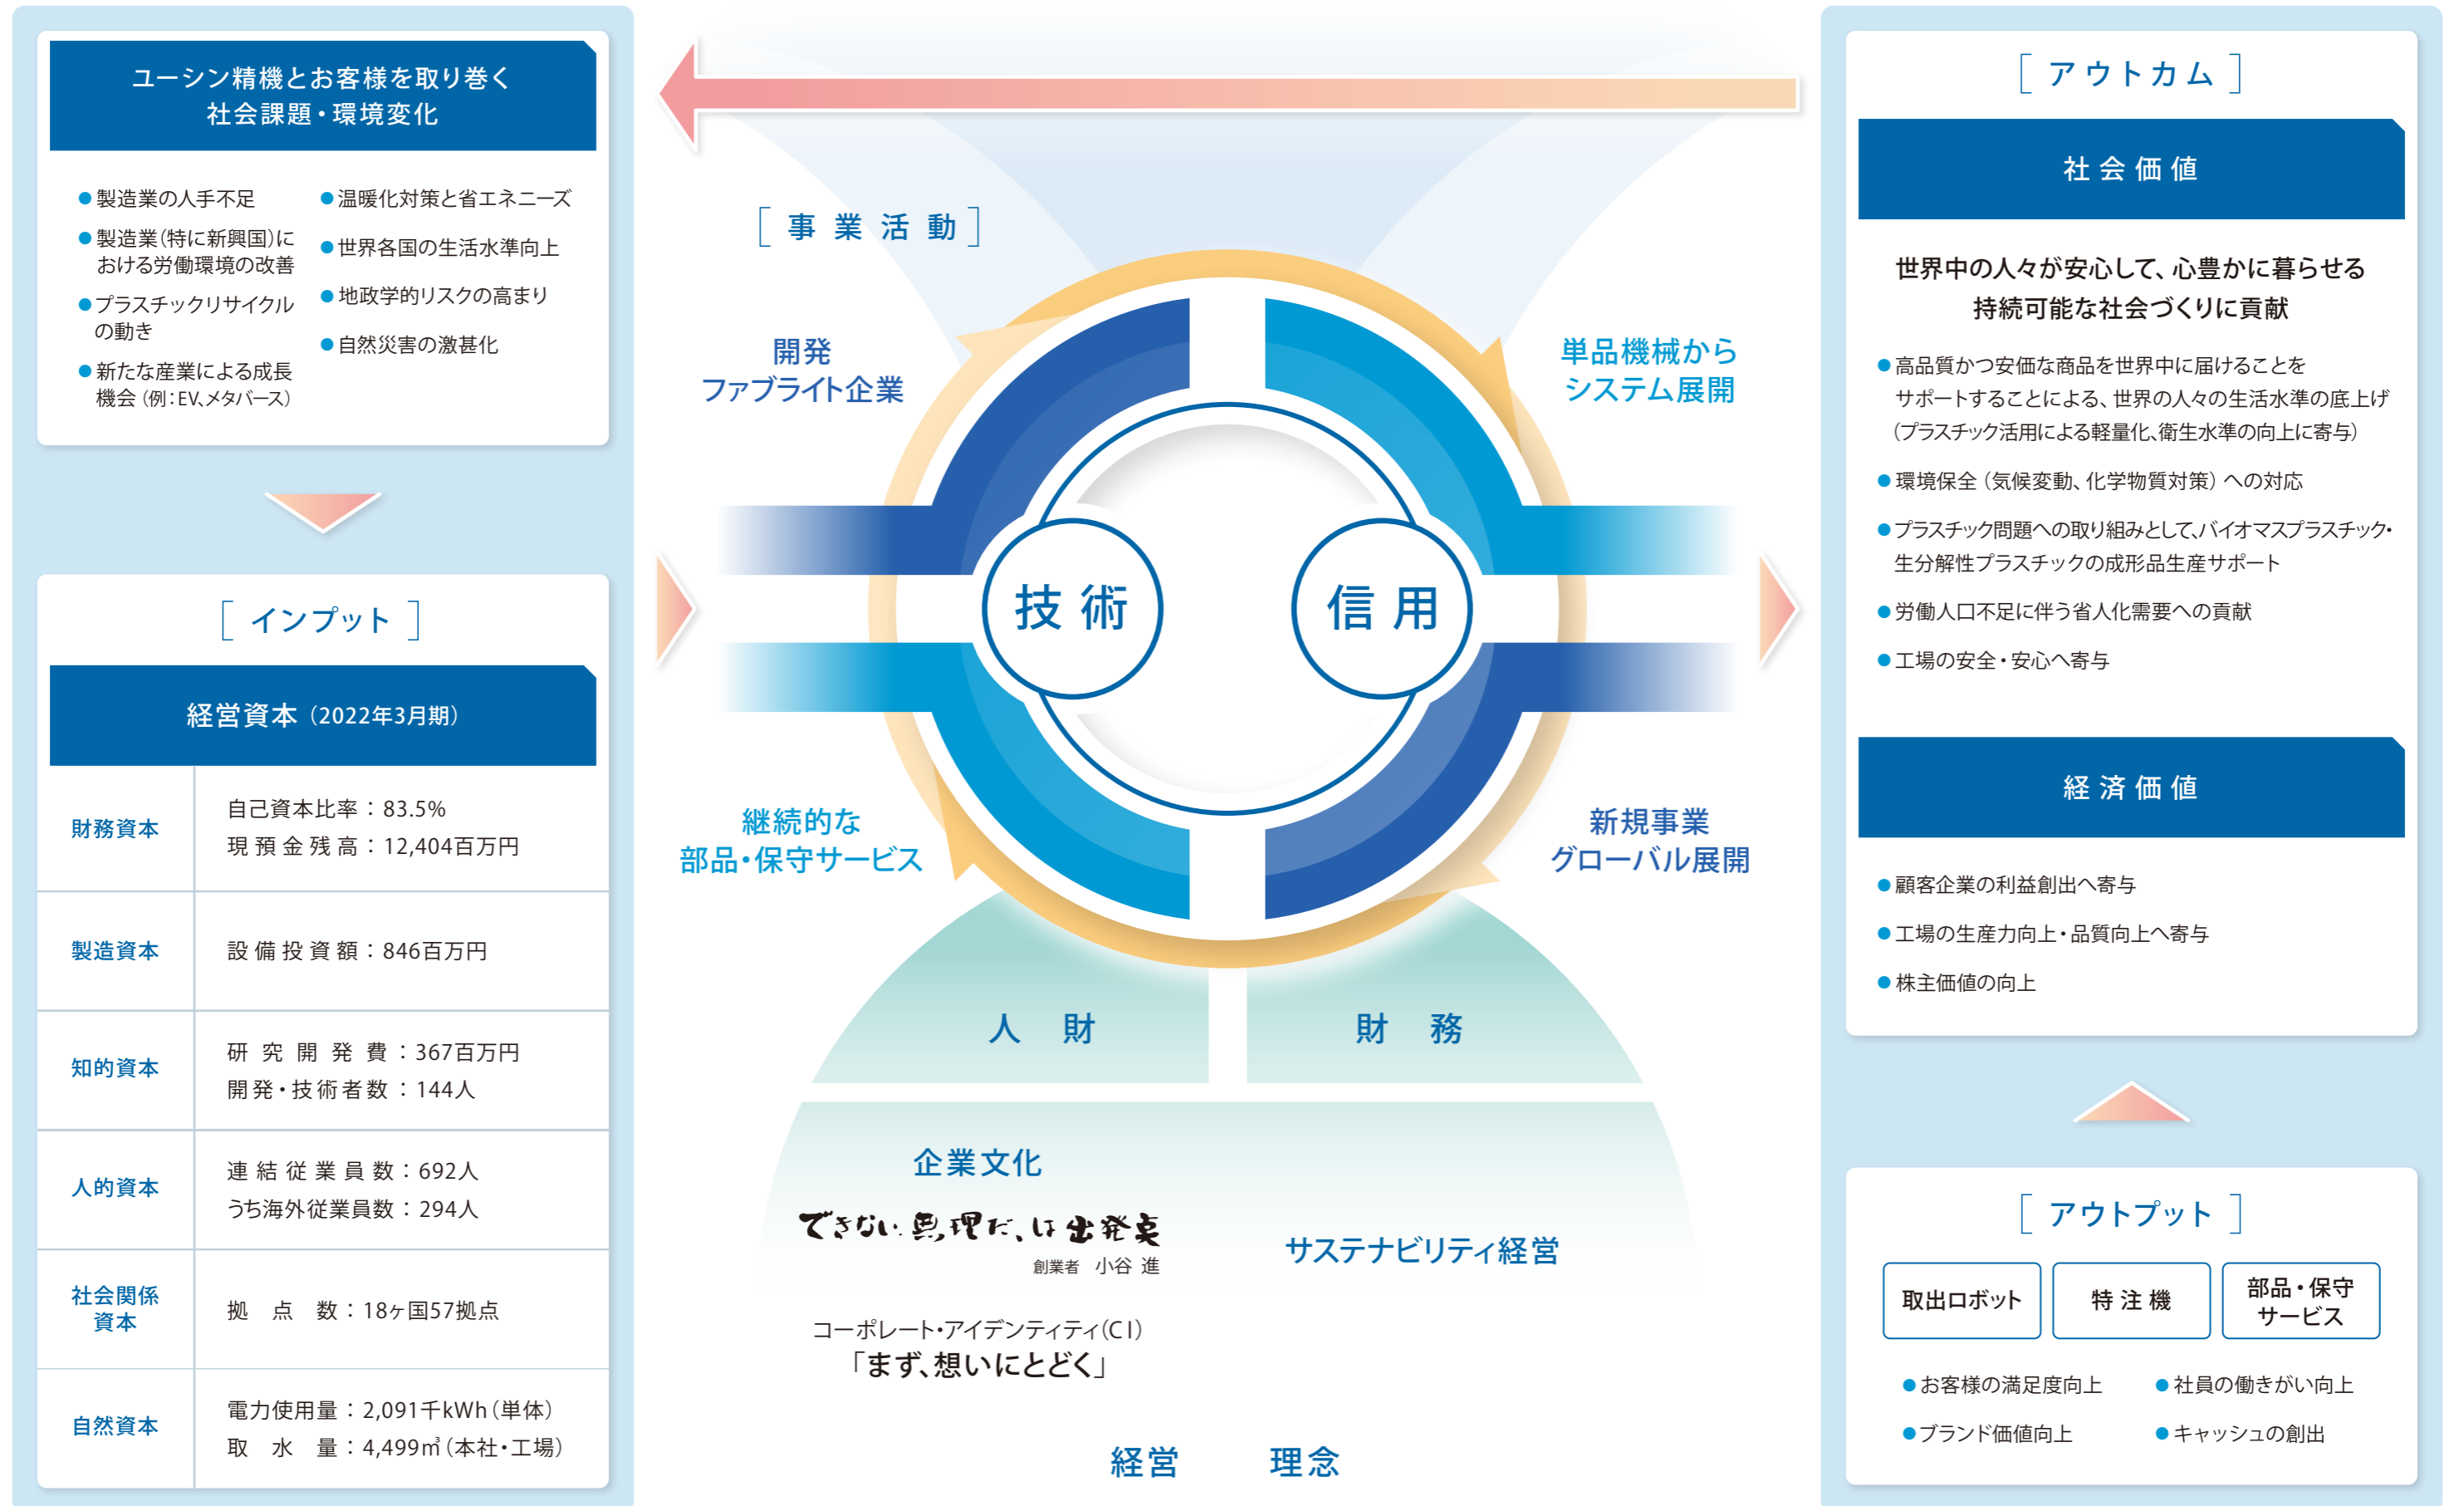 ユーシン精機とお客様を取り巻く
社会課題・環境変化
●製造業の人手不足
●製造業(特に新興国)に
おける労働環境の改善
●プラスチックリサイクル
の動き
●新たな産業による成長
機会（例：EV、メタバース）
●温暖化対策と省エネニーズ
●世界各国の生活水準向上
●地政学的リスクの高まり
●自然災害の激甚化
［インプット］
経営資本（2022年3月期）
財務資本
自己資本比率：83.5%
現預金残高：12,404百万円
製造資本
設備投資額：846百万円
知的資本
研究開発費：367百万円
開発・技術者数：144人
人的資本
連結従業員数：692人
うち海外従業員数：294人
社会関係
資本
拠点数：18ヶ国57拠点
自然資本
電力使用量：2,091千kWh（単体）
取水量：4,499㎥（本社・工場）
［事業活動］
開発
ファブライト企業
単品機械から
システム展開
技術
信用
継続的な
部品・保守サービス
新規事業
グローバル展開
人財
財務
企業文化
できない、無理だ、は出発点
創業者 小谷 進
コーポレート・アイデンティティ(CI)
「まず、想いにとどく」
サステナビリティ経営
経営 理念
［アウトカム］
社会価値
世界中の人々が安心して、心豊かに暮らせる
持続可能な社会づくりに貢献
●高品質かつ安価な商品を世界中に届けることを
サポートすることによる、世界の人々の生活水準の底上げ
（プラスチック活用による軽量化、衛生水準の向上に寄与）
●環境保全（気候変動、化学物質対策）への対応
●プラスチック問題への取り組みとして、バイオマスプラスチック・
生分解性プラスチックの成形品生産サポート
●労働人口不足に伴う省人化需要への貢献
●工場の安全・安心へ寄与
経済価値
●顧客企業の利益創出へ寄与
●工場の生産力向上・品質向上へ寄与
●株主価値の向上
［アウトプット］
取出ロボット
特注機
部品・保守
サービス
●お客様の満足度向上
●社員の働きがい向上
●ブランド価値向上
●キャッシュの創出